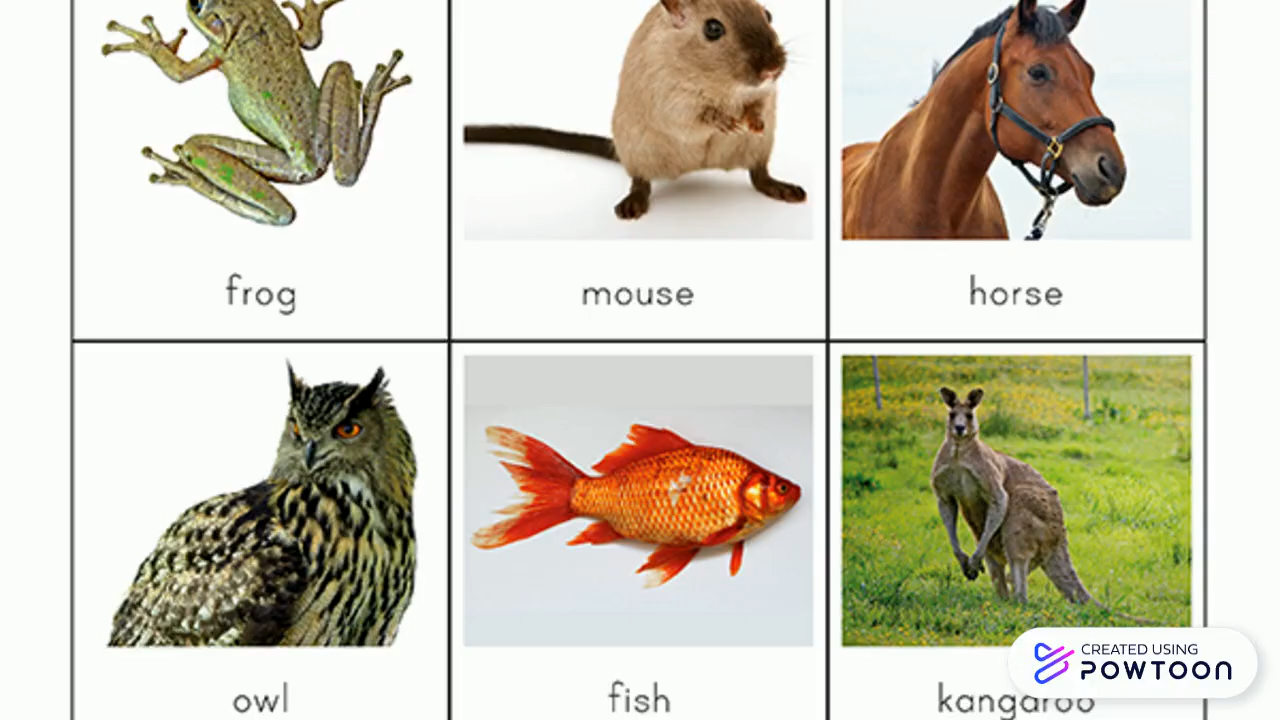 frog
mouse
horse
owl
fish
kangaroo
CREATED USING
POWTOON